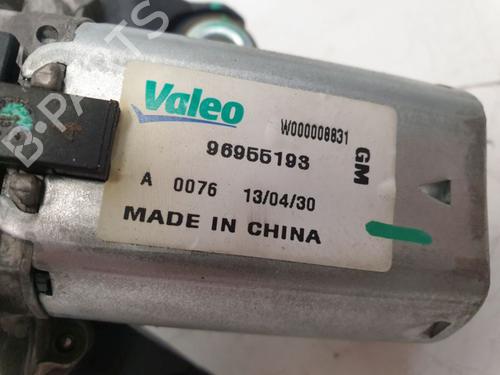 Valeo
W000008831
96955193
GM
A 0076 13/04/30
MADE IN CHINA
B-PARTS